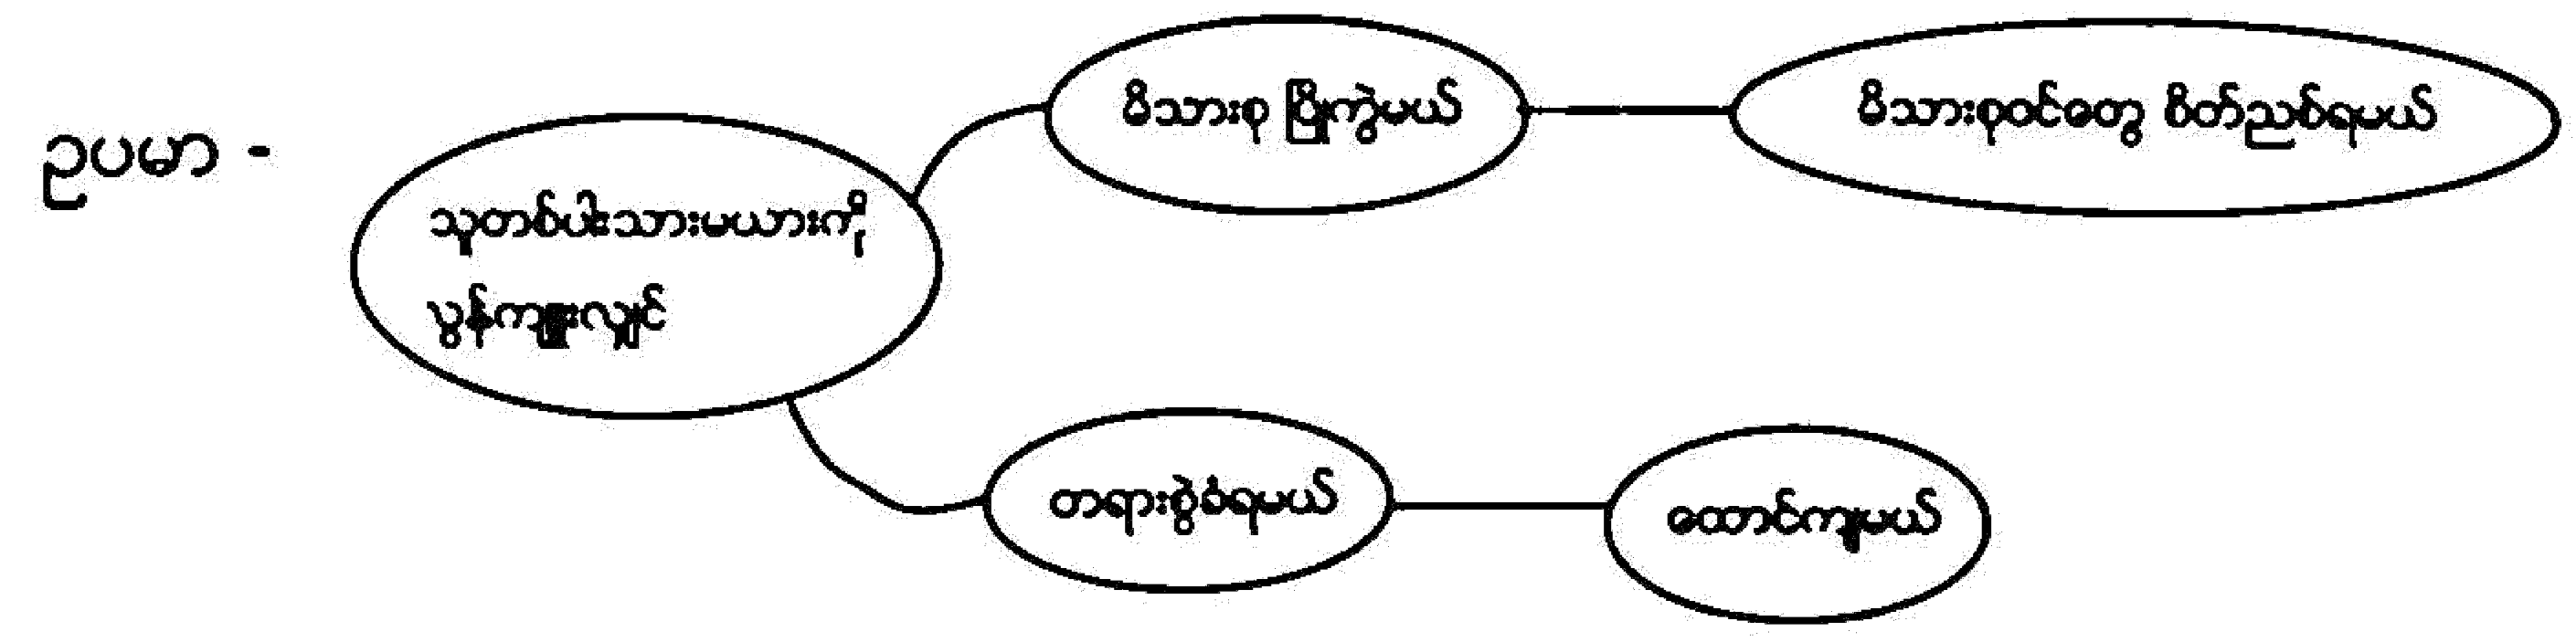 ဥပမာ -
သူတစ်ပါးသားမယားကို
ပွန်ကျူးလျှင်
မိသားစု ပြိုကွဲမယ်
မိသားစုဝင်တွေ စိတ်ညစ်ရမယ်
တရားစွဲခံရမယ်
ထောင်ကျမယ်